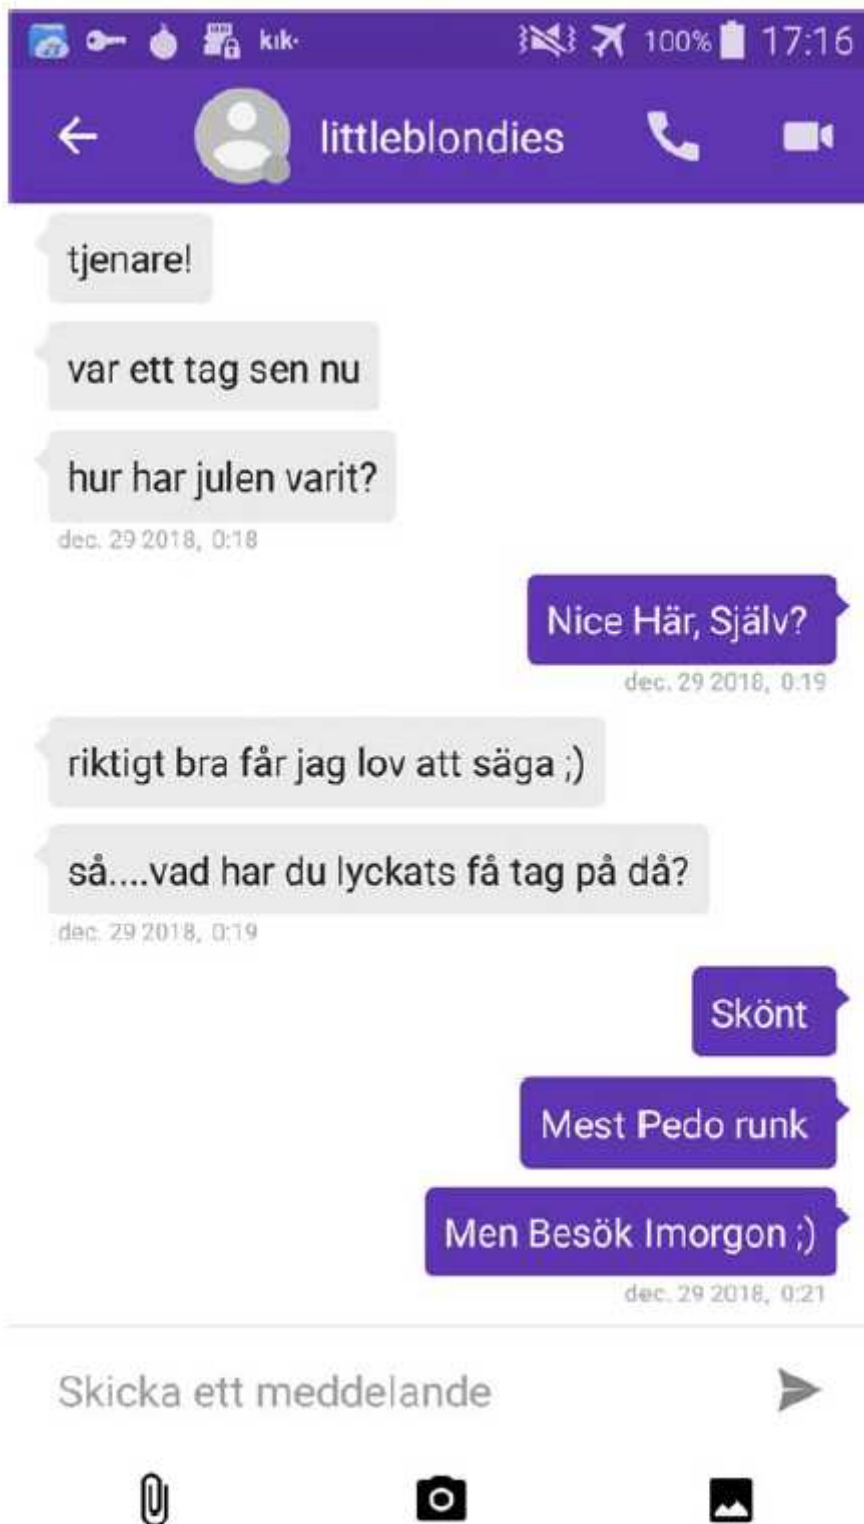 kik·
100%
17:16
littleblondies
tjenare!
var ett tag sen nu
hur har julen varit?
dec. 29 2018, 0:18
Nice Här, Själv?
dec. 29 2018, 0:19
riktigt bra får jag lov att säga ;)
så....vad har du lyckats få tag på då?
dec. 29 2018, 0:19
Skönt
Mest Pedo runk
Men Besök Imorgon ;)
dec. 29 2018, 0:21
Skicka ett meddelande